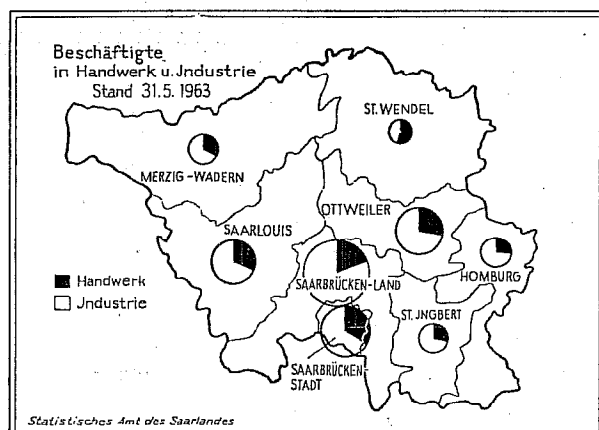 Beschäftigte
in Handwerk u. Jndustrie
Stand 31.5.1963
ST. WENDEL
MERZIG-WADERN
OTTWEILER
SAARLOUIS
HOMBURG
SAARBRÜCKEN-LAND
Handwerk
Jndustrie
ST. JNGBERT
SAARBRÜCKEN-
STADT
Statistisches Amt des Saarlandes